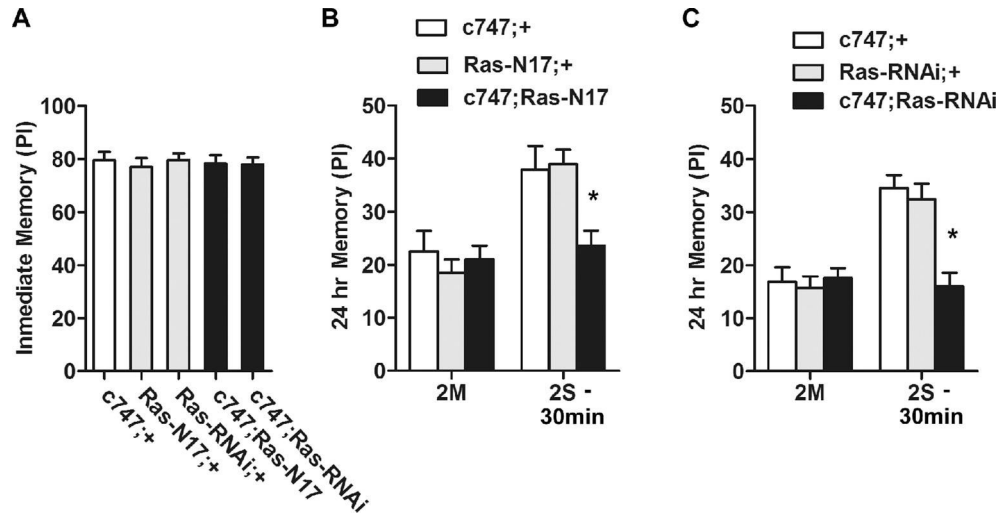 A
Inmediate Memory (PI)
100
80
60
40
20
0
c747;+
Ras-N17;+
Ras-RNAi;+
c747;Ras-N17
c747;Ras-RNAi
B
c747;+
Ras-N17;+
c747;Ras-N17
24 hr Memory (PI)
50
40
30
20
10
0
*
2M
2S -
30min
C
c747;+
Ras-RNAi;+
c747;Ras-RNAi
24 hr Memory (PI)
50
40
30
20
10
0
*
2M
2S -
30min